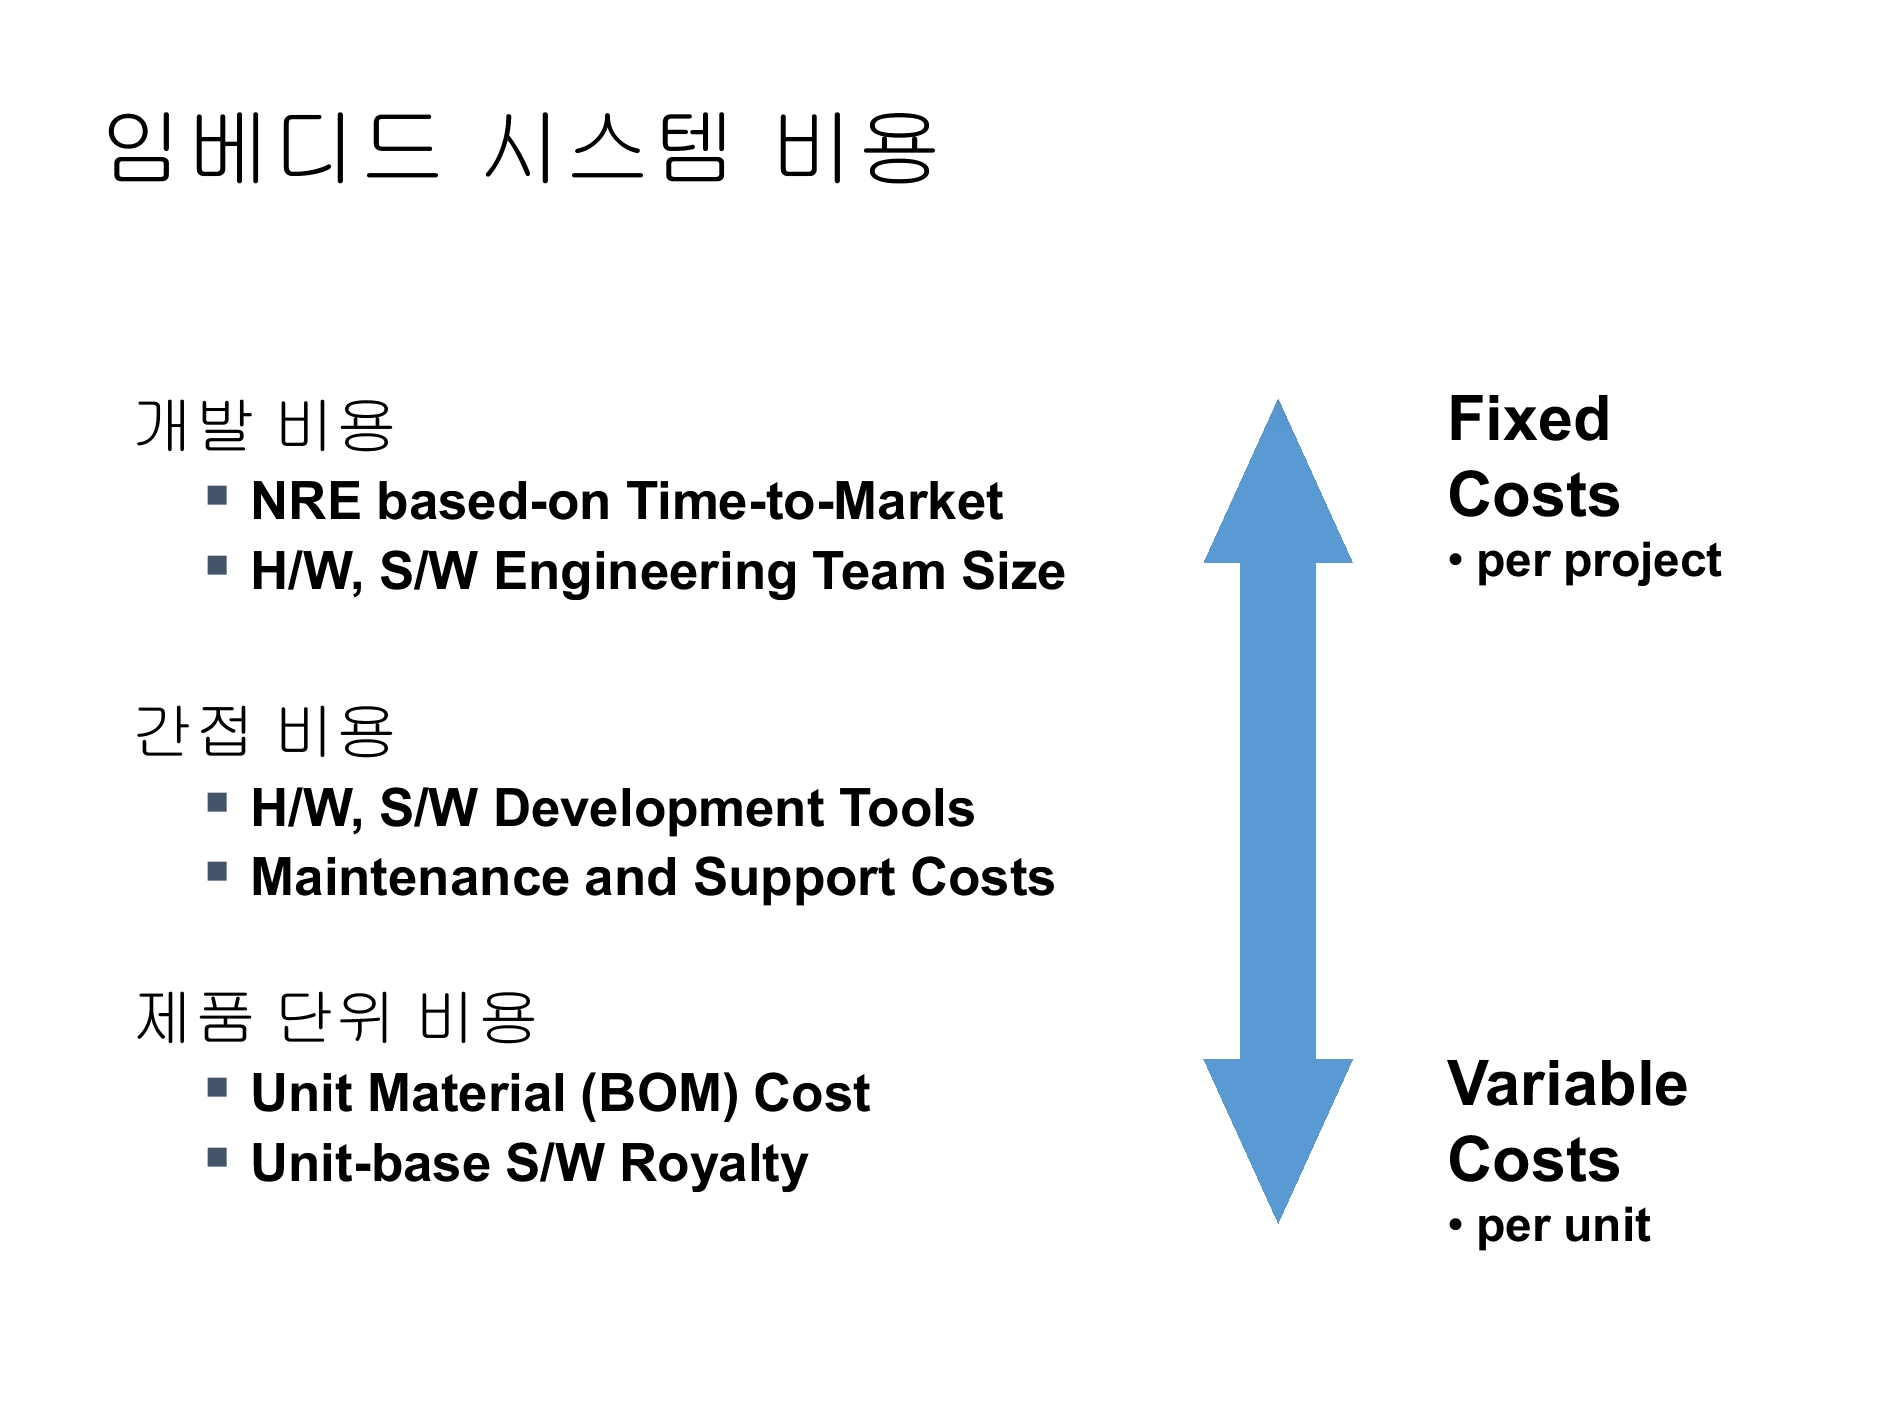 임베디드 시스템 비용
개발 비용
▪ NRE based-on Time-to-Market
▪ H/W, S/W Engineering Team Size
간접 비용
▪ H/W, S/W Development Tools
▪ Maintenance and Support Costs
제품 단위 비용
▪ Unit Material (BOM) Cost
▪ Unit-base S/W Royalty
Fixed
Costs
• per project
Variable
Costs
• per unit